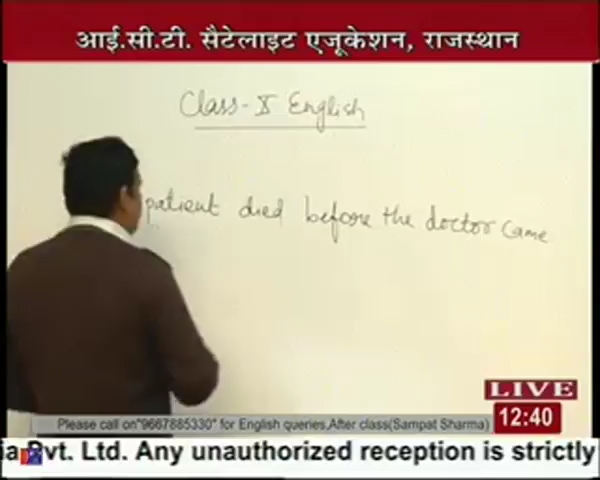 आई.सी.टी. सैटेलाइट एजूकेशन, राजस्थान
Class - X English
patient died before the doctor came
LIVE
12:40
Please call on"9667885330" for English queries,After class(Sampat Sharma)
Pvt. Ltd. Any unauthorized reception is strictly